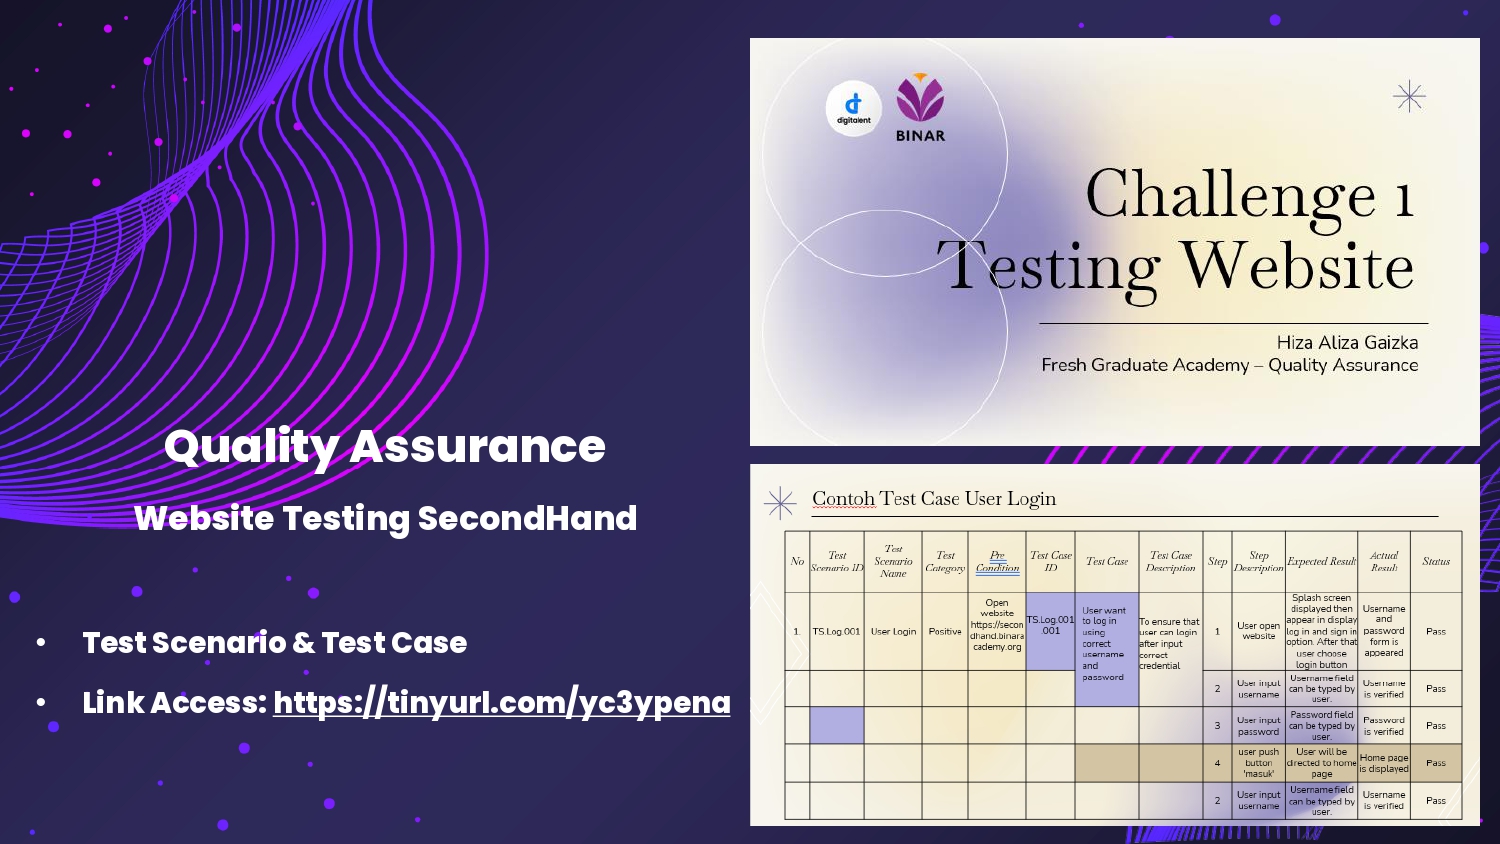 Quality Assurance
Website Testing SecondHand
• Test Scenario & Test Case
• Link Access: https://tinyurl.com/yc3ypena
digitalent
BINAR
Challenge 1
Testing Website
Hiza Aliza Gaizka
Fresh Graduate Academy – Quality Assurance
Contoh Test Case User Login
No
Test
Scenario ID
Test
Scenario
Name
Test
Category
Pre
Condition
Test Case
ID
Test Case
Test Case
Description
Step
Step
Description
Expected Result
Actual
Result
Status
1.
TS.Log.001
User Login
Positive
Open
website
https://secon
dhand.binara
cademy.org
TS.Log.001
.001
User want
to log in
using
correct
username
and
password
To ensure that
user can login
after input
correct
credential
1
User open
website
Splash screen
displayed then
appear in display
log in and sign in
option. After that
user choose
login button
Username
and
password
form is
appeared
Pass
2
User input
username
Username field
can be typed by
user.
Username
is verified
Pass
3
User input
password
Password field
can be typed by
user.
Password
is verified
Pass
4
user push
button
'masuk'
User will be
directed to home
page
Home page
is displayed
Pass
2
User input
username
Username field
can be typed by
user.
Username
is verified
Pass